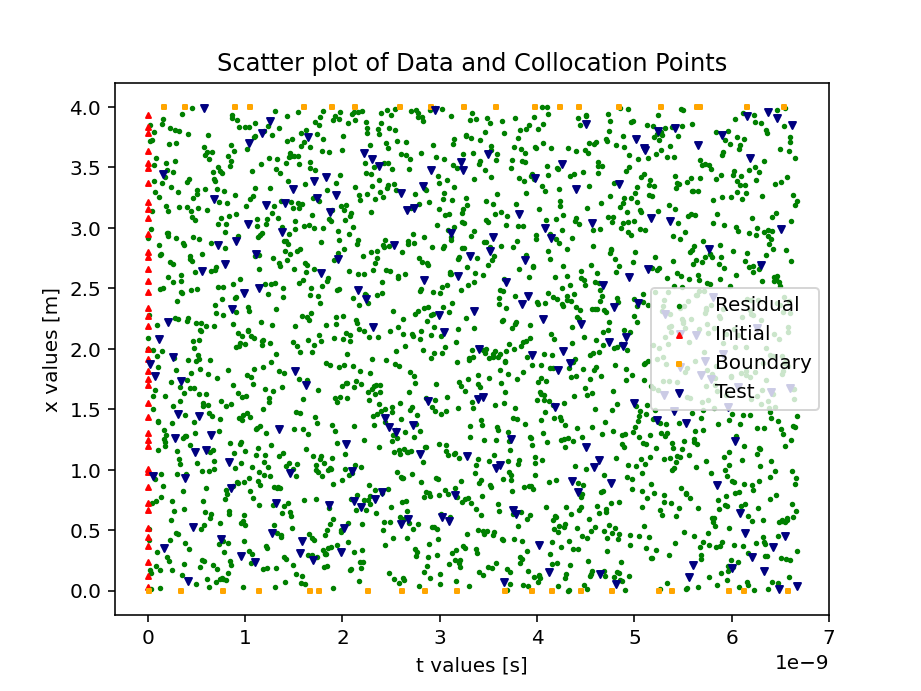 Scatter plot of Data and Collocation Points
4.0
3.5
3.0
2.5
2.0
1.5
1.0
0.5
0.0
x values [m]
Residual
Initial
Boundary
Test
0 1 2 3 4 5 6 7
1e−9
t values [s]